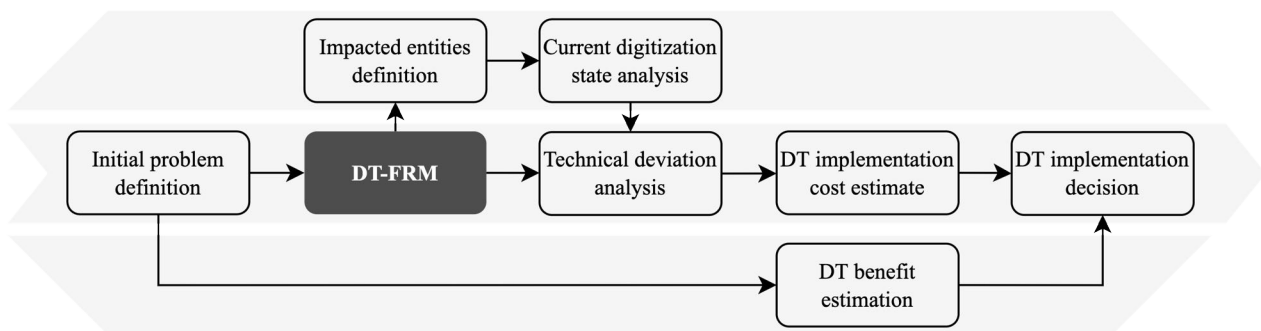 Impacted entities
definition
Current digitization
state analysis
Initial problem
definition
DT-FRM
Technical deviation
analysis
DT implementation
cost estimate
DT implementation
decision
DT benefit
estimation